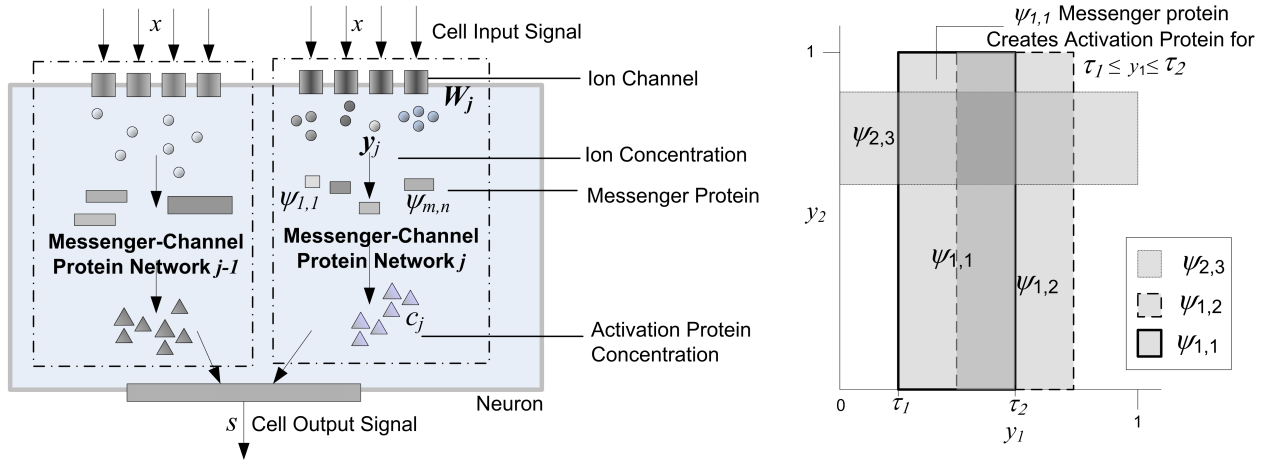 x
x
Cell Input Signal
Ion Channel
W_j
y_j
Ion Concentration
Messenger Protein
ψ_1,1
ψ_m,n
Messenger-Channel
Protein Network j-1
Messenger-Channel
Protein Network j
c_j
Activation Protein
Concentration
Neuron
s
Cell Output Signal
ψ_1,1 Messenger protein
Creates Activation Protein for
τ_1 ≤ y_1 ≤ τ_2
1
ψ_2,3
y_2
ψ_1,1
ψ_1,2
ψ_2,3
ψ_1,2
ψ_1,1
0
τ_1
τ_2
1
y_1